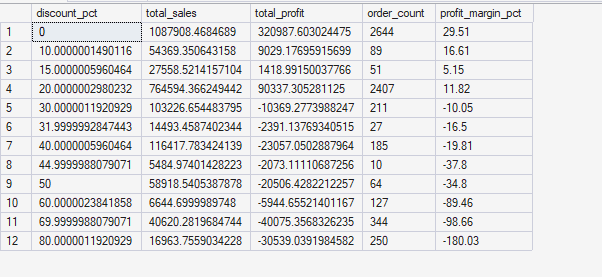 discount_pct total_sales total_profit order_count profit_margin_pct
1 0 1087908.4684689 320987.603024475 2644 29.51
2 10.0000001490116 54369.350643158 9029.17695915699 89 16.61
3 15.0000005960464 27558.5214157104 1418.99150037766 51 5.15
4 20.0000002980232 764594.366249442 90337.305281125 2407 11.82
5 30.0000011920929 103226.654483795 -10369.2773988247 211 -10.05
6 31.9999992847443 14493.4587402344 -2391.13769340515 27 -16.5
7 40.0000005960464 116417.783424139 -23057.0502887964 185 -19.81
8 44.9999988079071 5484.97401428223 -2073.11110687256 10 -37.8
9 50 58918.5405387878 -20506.4282212257 64 -34.8
10 60.0000023841858 6644.6999989748 -5944.65521401167 127 -89.46
11 69.9999988079071 40620.2819684744 -40075.3568326235 344 -98.66
12 80.0000011920929 16963.7559034228 -30539.0391984582 250 -180.03